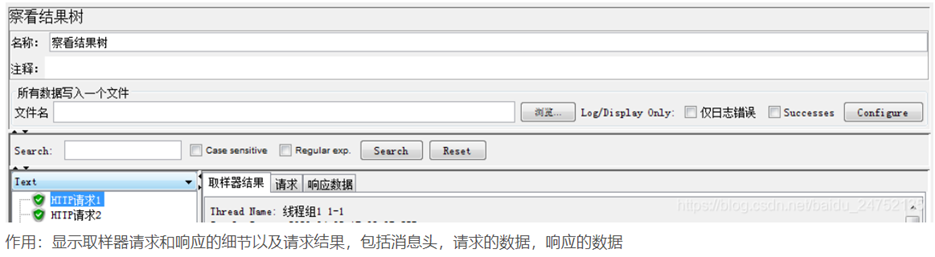 察看结果树
名称: 察看结果树
注释:
所有数据写入一个文件
文件名 浏览... Log/Display Only: 仅日志错误 Successes Configure
Search: Case sensitive Regular exp. Search Reset
Text 取样器结果 请求 响应数据
HTTP请求1
HTTP请求2
Thread Name: 线程组1 1-1
作用：显示取样器请求和响应的细节以及请求结果，包括消息头，请求的数据，响应的数据